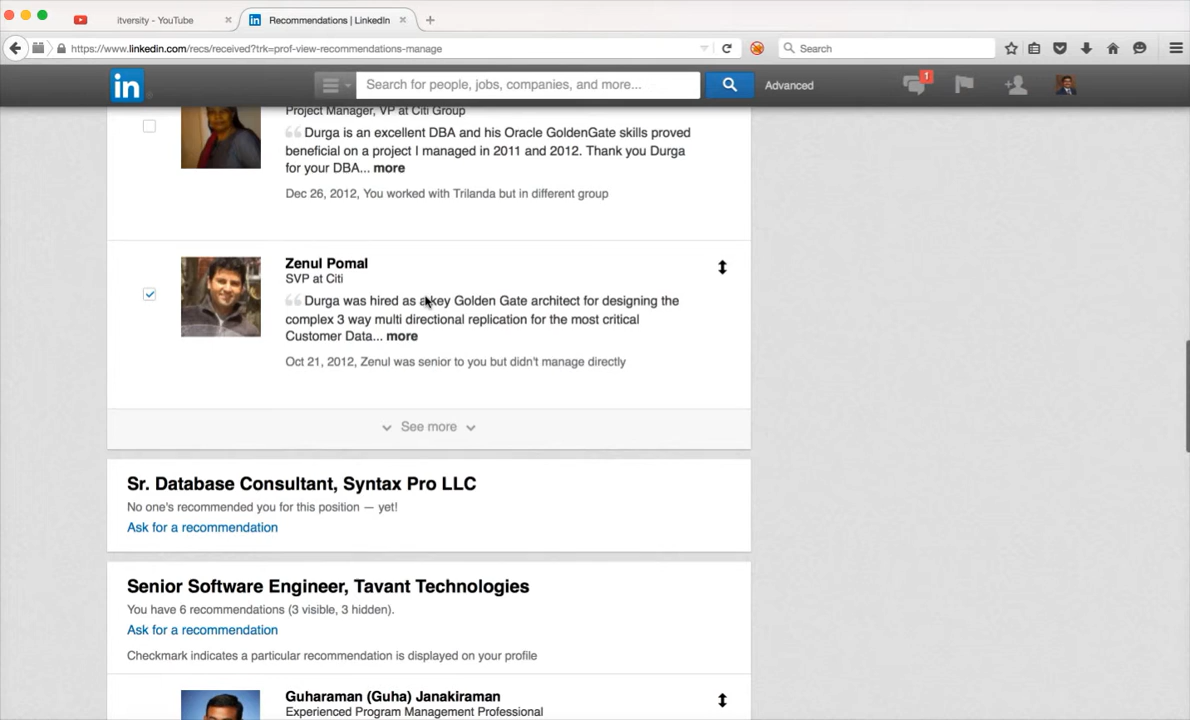 itversity - YouTube
Recommendations | LinkedIn
https://www.linkedin.com/recs/received?trk=prof-view-recommendations-manage
Search
in
Search for people, jobs, companies, and more...
Advanced
1
Project Manager, VP at Citi Group
Durga is an excellent DBA and his Oracle GoldenGate skills proved
beneficial on a project I managed in 2011 and 2012. Thank you Durga
for your DBA... more
Dec 26, 2012, You worked with Trilanda but in different group
Zenul Pomal
SVP at Citi
Durga was hired as a key Golden Gate architect for designing the
complex 3 way multi directional replication for the most critical
Customer Data... more
Oct 21, 2012, Zenul was senior to you but didn't manage directly
See more
Sr. Database Consultant, Syntax Pro LLC
No one's recommended you for this position — yet!
Ask for a recommendation
Senior Software Engineer, Tavant Technologies
You have 6 recommendations (3 visible, 3 hidden).
Ask for a recommendation
Checkmark indicates a particular recommendation is displayed on your profile
Guharaman (Guha) Janakiraman
Experienced Program Management Professional